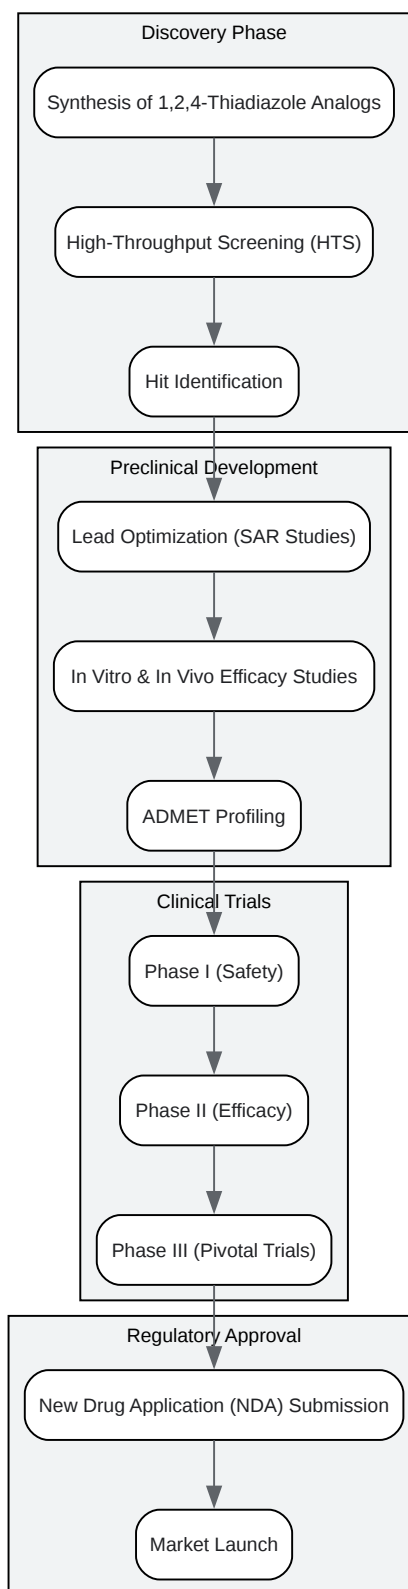 Discovery Phase
Synthesis of 1,2,4-Thiadiazole Analogs
High-Throughput Screening (HTS)
Hit Identification
Preclinical Development
Lead Optimization (SAR Studies)
In Vitro & In Vivo Efficacy Studies
ADMET Profiling
Clinical Trials
Phase I (Safety)
Phase II (Efficacy)
Phase III (Pivotal Trials)
Regulatory Approval
New Drug Application (NDA) Submission
Market Launch